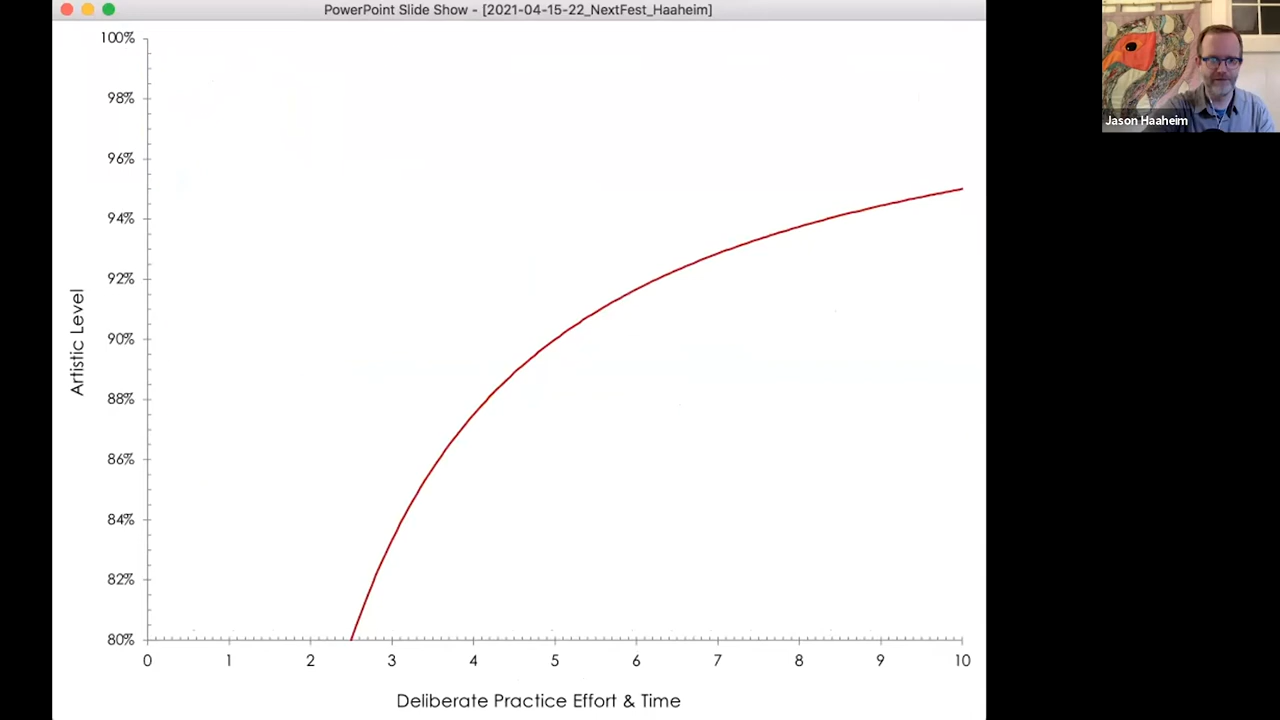 PowerPoint Slide Show - [2021-04-15-22_NextFest_Haaheim]
Jason Haaheim
100%
98%
96%
94%
92%
90%
88%
86%
84%
82%
80%
Artistic Level
0 1 2 3 4 5 6 7 8 9 10
Deliberate Practice Effort & Time